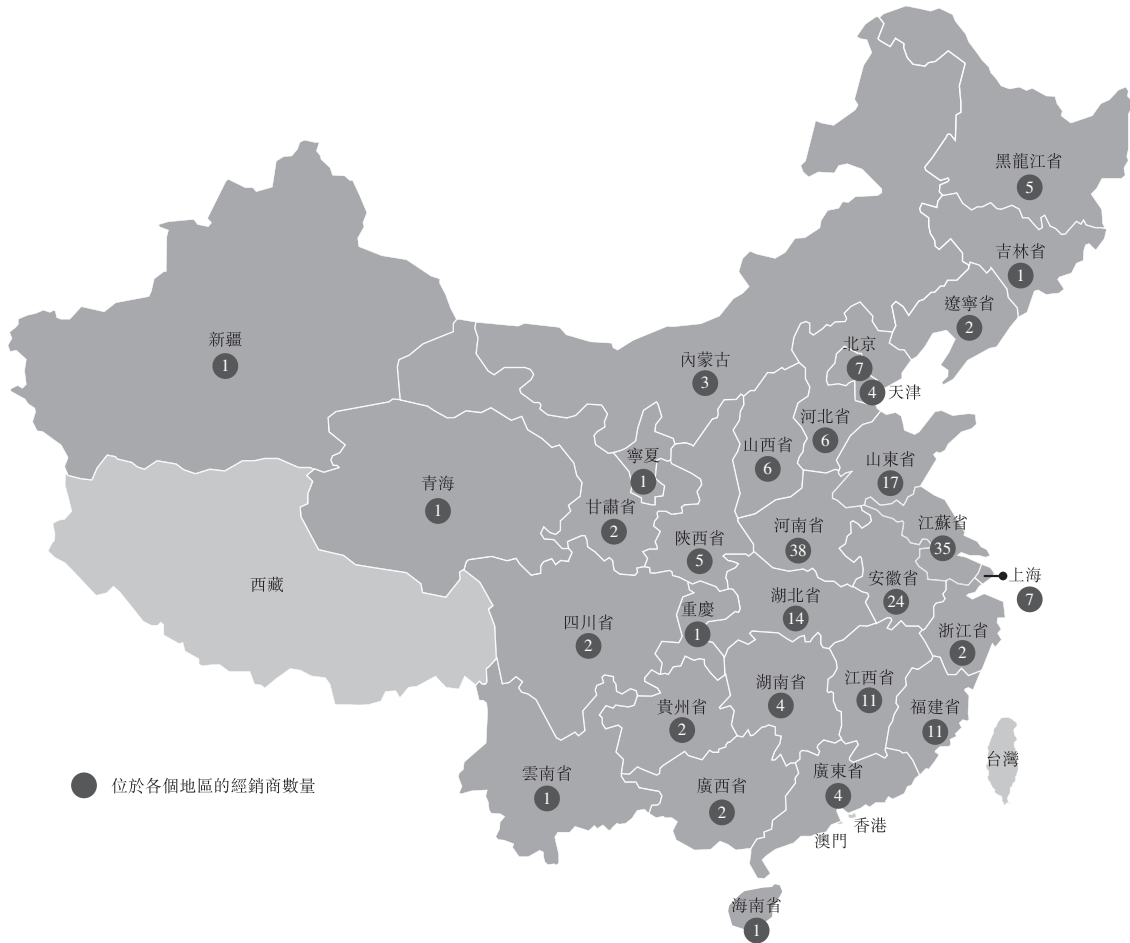 黑龍江省
5
吉林省
1
遼寧省
2
新疆
1
北京
7
內蒙古
3
4 天津
河北省
6
山西省
6
寧夏
1
山東省
17
青海
1
甘肅省
2
江蘇省
35
河南省
38
陝西省
5
西藏
安徽省
24
上海
7
湖北省
14
重慶
1
四川省
2
浙江省
2
湖南省
4
江西省
11
貴州省
2
福建省
11
台灣
雲南省
1
廣西省
2
廣東省
4
位於各個地區的經銷商數量
香港
澳門
海南省
1